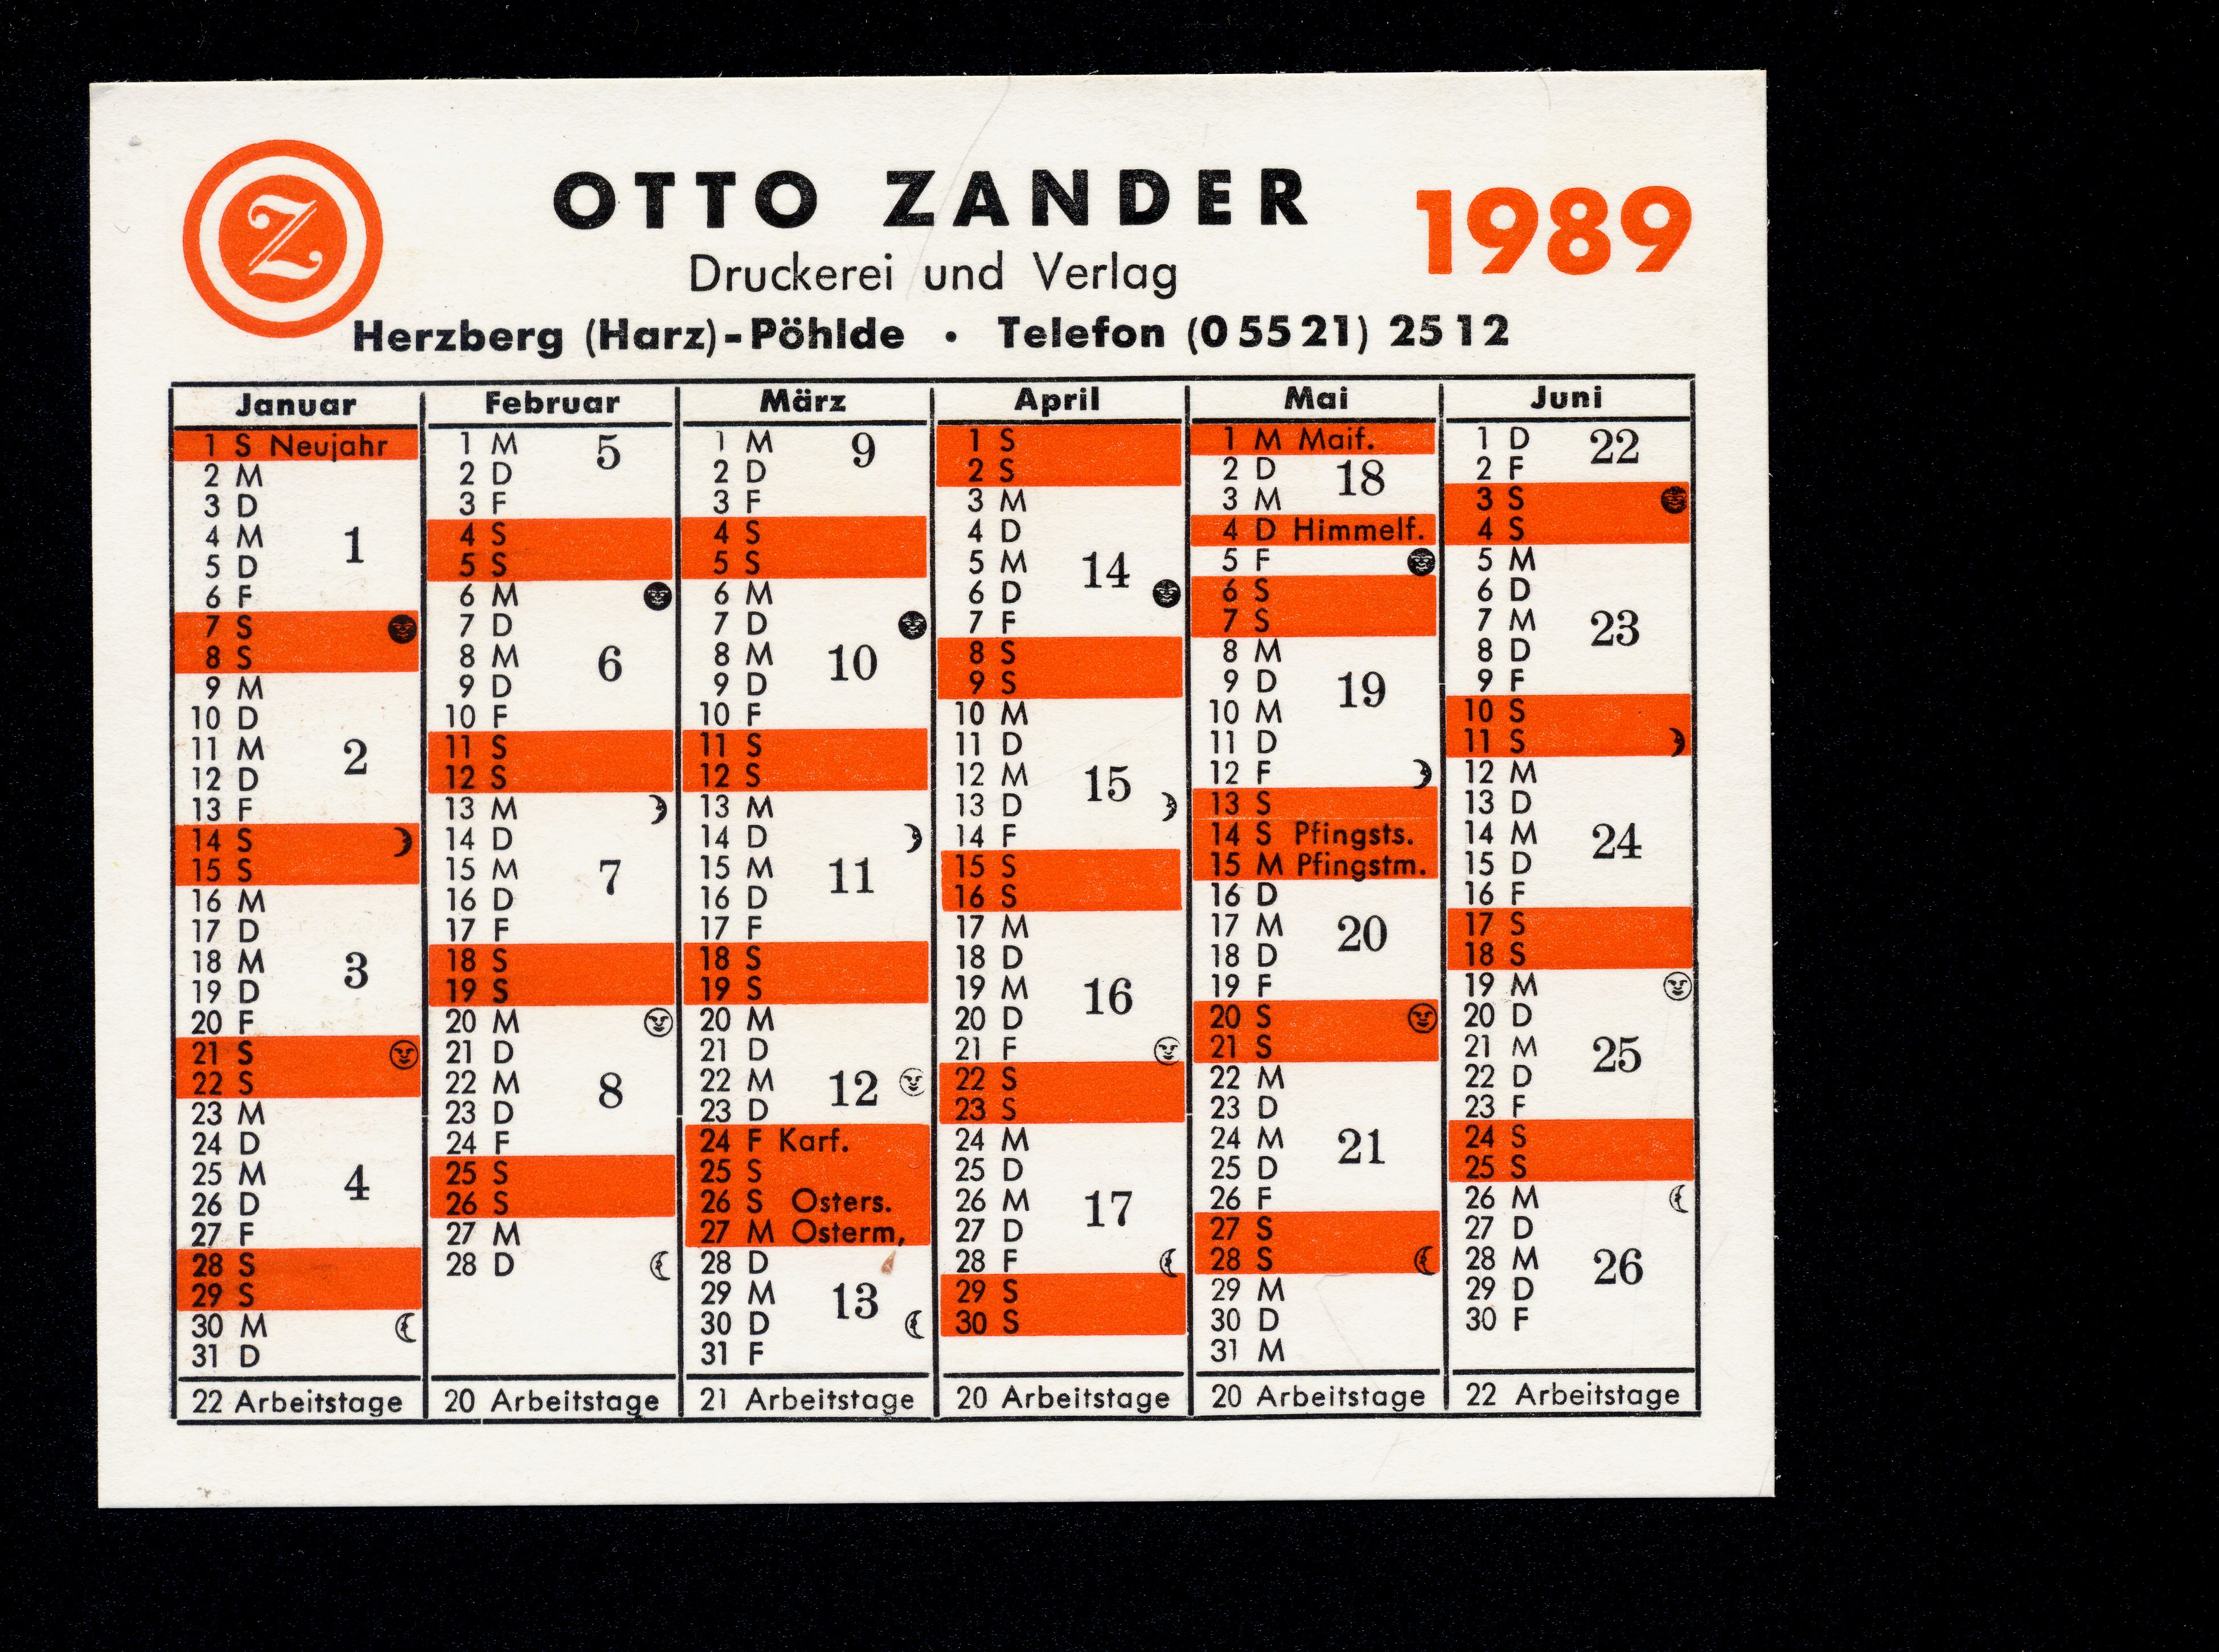 Z
OTTO ZANDER
1989
Druckerei und Verlag
Herzberg (Harz)-Pöhlde • Telefon (0 55 21) 25 12
Januar
1 S Neujahr
2 M
3 D
4 M 1
5 D
6 F
7 S
8 S
9 M
10 D
11 M 2
12 D
13 F
14 S
15 S
16 M
17 D
18 M 3
19 D
20 F
21 S
22 S
23 M
24 D
25 M 4
26 D
27 F
28 S
29 S
30 M
31 D
22 Arbeitstage
Februar
1 M 5
2 D
3 F
4 S
5 S
6 M
7 D
8 M 6
9 D
10 F
11 S
12 S
13 M
14 D
15 M 7
16 D
17 F
18 S
19 S
20 M
21 D
22 M 8
23 D
24 F
25 S
26 S
27 M
28 D
20 Arbeitstage
März
1 M 9
2 D
3 F
4 S
5 S
6 M
7 D
8 M 10
9 D
10 F
11 S
12 S
13 M
14 D
15 M 11
16 D
17 F
18 S
19 S
20 M
21 D
22 M 12
23 D
24 F Karf.
25 S
26 S Osters.
27 M Osterm,
28 D
29 M 13
30 D
31 F
21 Arbeitstage
April
1 S
2 S
3 M
4 D
5 M 14
6 D
7 F
8 S
9 S
10 M
11 D
12 M 15
13 D
14 F
15 S
16 S
17 M
18 D
19 M 16
20 D
21 F
22 S
23 S
24 M
25 D
26 M 17
27 D
28 F
29 S
30 S
20 Arbeitstage
Mai
1 M Maif.
2 D 18
3 M
4 D Himmelf.
5 F
6 S
7 S
8 M
9 D 19
10 M
11 D
12 F
13 S
14 S Pfingsts.
15 M Pfingstm.
16 D
17 M 20
18 D
19 F
20 S
21 S
22 M
23 D
24 M 21
25 D
26 F
27 S
28 S
29 M
30 D
31 M
20 Arbeitstage
Juni
1 D 22
2 F
3 S
4 S
5 M
6 D
7 M 23
8 D
9 F
10 S
11 S
12 M
13 D
14 M 24
15 D
16 F
17 S
18 S
19 M
20 D
21 M 25
22 D
23 F
24 S
25 S
26 M
27 D
28 M 26
29 D
30 F
22 Arbeitstage